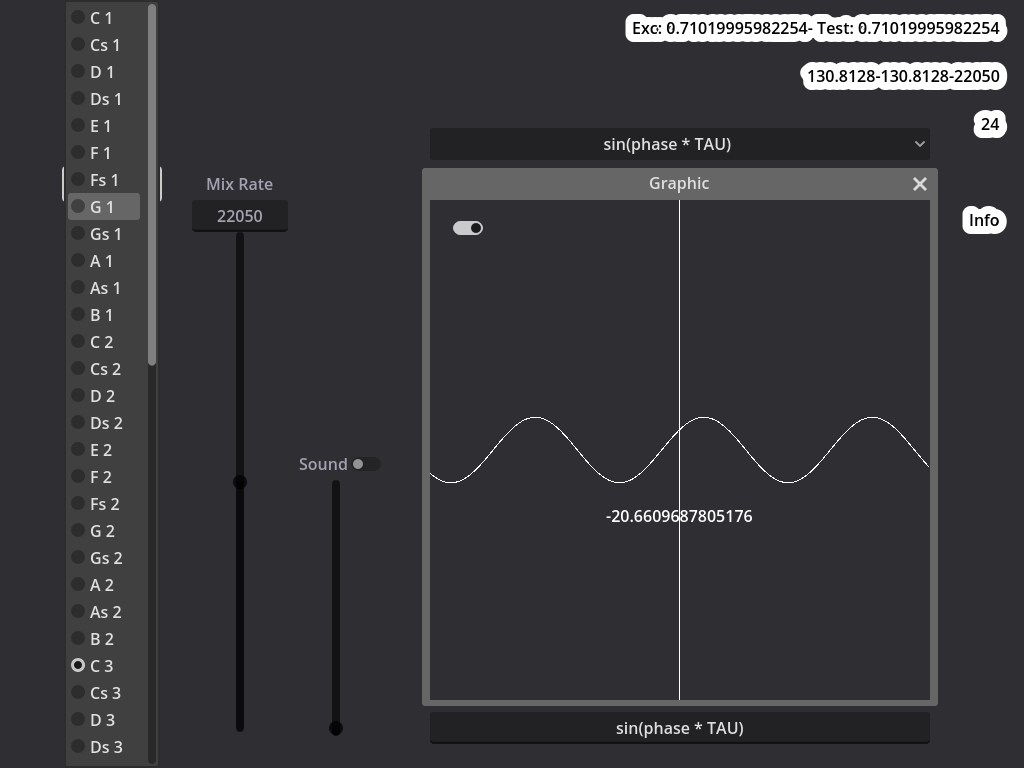 C 1
Cs 1
D 1
Ds 1
E 1
F 1
Fs 1
G 1
Gs 1
A 1
As 1
B 1
C 2
Cs 2
D 2
Ds 2
E 2
F 2
Fs 2
G 2
Gs 2
A 2
As 2
B 2
C 3
Cs 3
D 3
Ds 3
Mix Rate
22050
Sound
Exc: 0.71019995982254- Test: 0.71019995982254
130.8128-130.8128-22050
24
sin(phase * TAU)
Graphic
Info
-20.6609687805176
sin(phase * TAU)